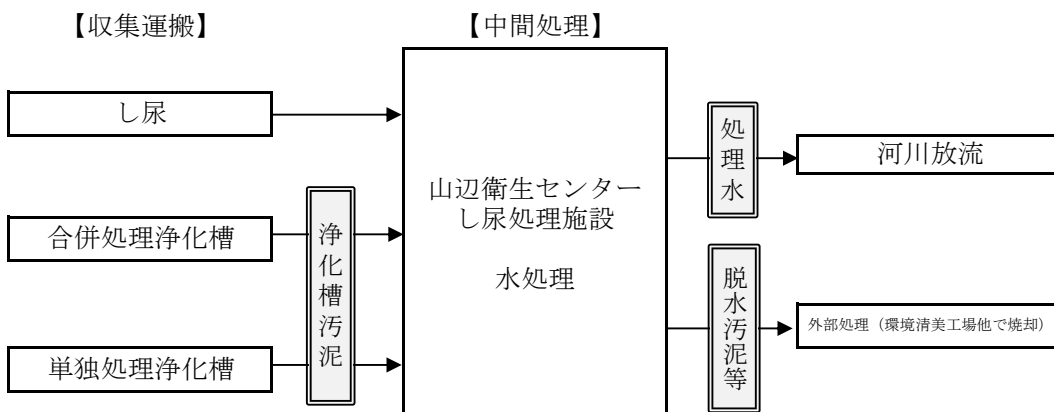 【収集運搬】
【中間処理】
し尿
合併処理浄化槽
単独処理浄化槽
浄化槽汚泥
山辺衛生センター
し尿処理施設
水処理
処理水
脱水汚泥等
河川放流
外部処理（環境清美工場他で焼却）